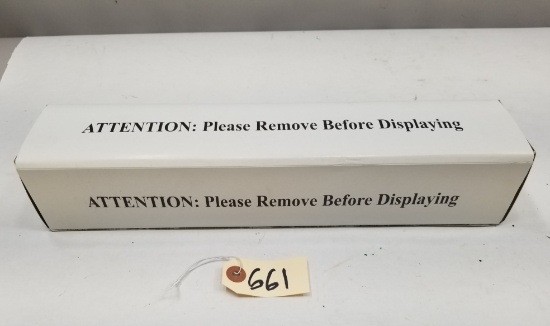 ATTENTION: Please Remove Before Displaying
ATTENTION: Please Remove Before Displaying
661